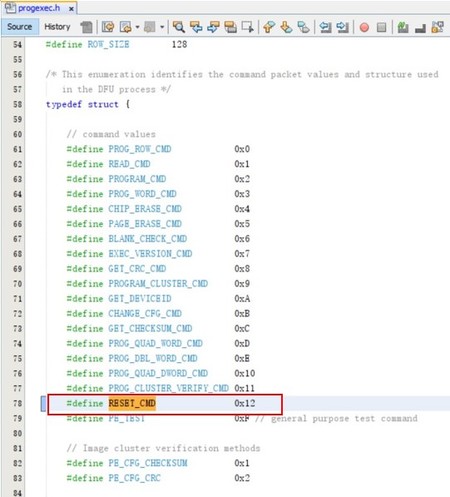 progexec.h
Source History
54 #define ROW_SIZE 128
55
56 /* This enumeration identifies the command packet values and structure used
57 in the DFU process */
58 typedef struct {
59
60 // command values
61 #define PROG_ROW_CMD 0x0
62 #define READ_CMD 0x1
63 #define PROGRAM_CMD 0x2
64 #define PROG_WORD_CMD 0x3
65 #define CHIP_ERASE_CMD 0x4
66 #define PAGE_ERASE_CMD 0x5
67 #define BLANK_CHECK_CMD 0x6
68 #define EXEC_VERSION_CMD 0x7
69 #define GET_CRC_CMD 0x8
70 #define PROGRAM_CLUSTER_CMD 0x9
71 #define GET_DEVICEID 0xA
72 #define CHANGE_CFG_CMD 0xB
73 #define GET_CHECKSUM_CMD 0xC
74 #define PROG_QUAD_WORD_CMD 0xD
75 #define PROG_DBL_WORD_CMD 0xE
76 #define PROG_QUAD_DWORD_CMD 0x10
77 #define PROG_CLUSTER_VERIFY_CMD 0x11
78 #define RESET_CMD 0x12
79 #define PE_TEST 0xF // general purpose test command
80
81 // Image cluster verification methods
82 #define PE_CFG_CHECKSUM 0x1
83 #define PE_CFG_CRC 0x2
84